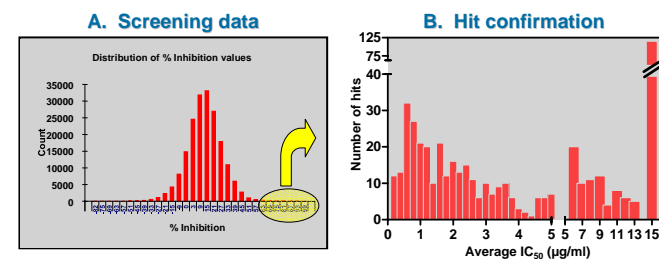 A. Screening data
B. Hit confirmation
Distribution of % Inhibition values
35000
30000
25000
20000
15000
10000
5000
0
Count
% Inhibition
125
75
40
30
20
10
0
Number of hits
0 1 2 3 4 5 5 7 9 11 13 15
Average IC50 (μg/ml)